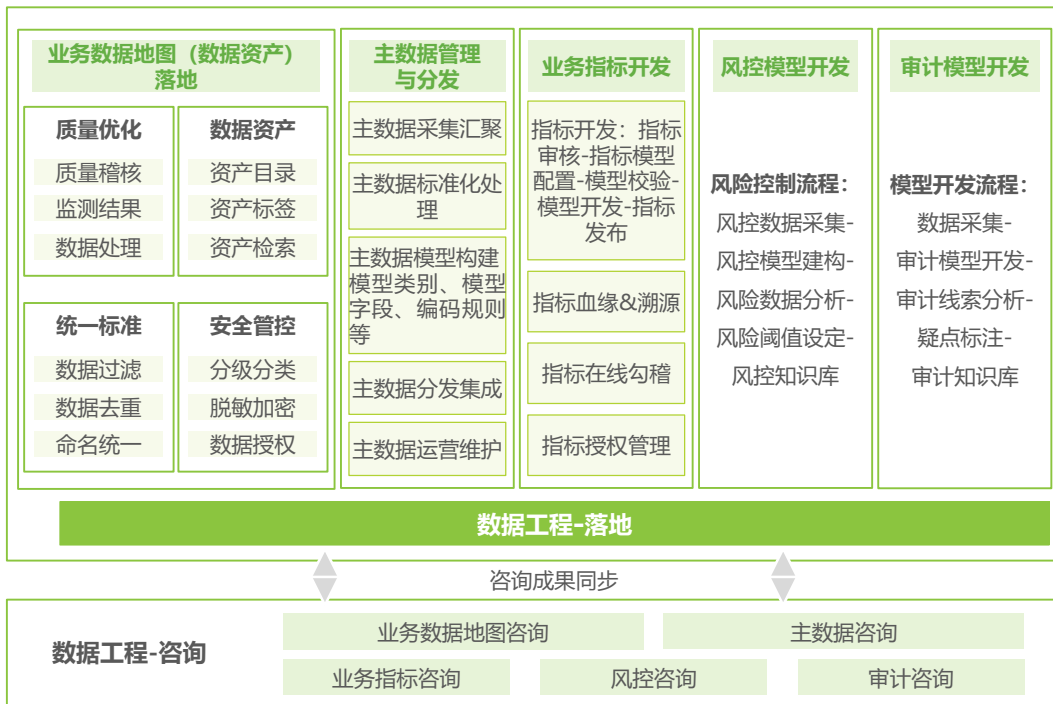 业务数据地图（数据资产）
落地
质量优化
质量稽核
监测结果
数据处理
数据资产
资产目录
资产标签
资产检索
统一标准
数据过滤
数据去重
命名统一
安全管控
分级分类
脱敏加密
数据授权
主数据管理
与分发
主数据采集汇聚
主数据标准化处
理
主数据模型构建
模型类别、模型
字段、编码规则
等
主数据分发集成
主数据运营维护
业务指标开发
指标开发：指标
审核-指标模型
配置-模型校验-
模型开发-指标
发布
指标血缘&溯源
指标在线勾稽
指标授权管理
风控模型开发
风险控制流程：
风控数据采集-
风控模型建构-
风险数据分析-
风险阈值设定-
风控知识库
审计模型开发
模型开发流程：
数据采集-
审计模型开发-
审计线索分析-
疑点标注-
审计知识库
数据工程-落地
咨询成果同步
数据工程-咨询
业务数据地图咨询
主数据咨询
业务指标咨询
风控咨询
审计咨询